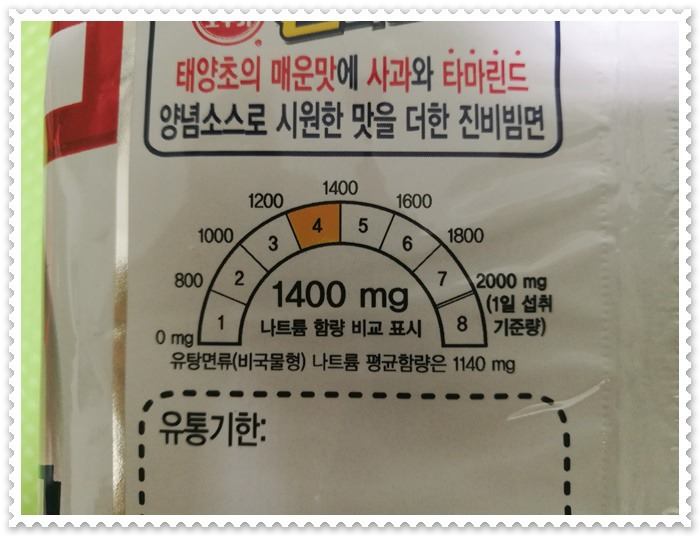 태양초의 매운맛에 사과와 타마린드
양념소스로 시원한 맛을 더한 진비빔면
1400
1200 1600
1000 1800
800 2000 mg
0 mg (1일 섭취
기준량)
1 2 3 4 5 6 7 8
1400 mg
나트륨 함량 비교 표시
유탕면류(비국물형) 나트륨 평균함량은 1140 mg
유통기한: